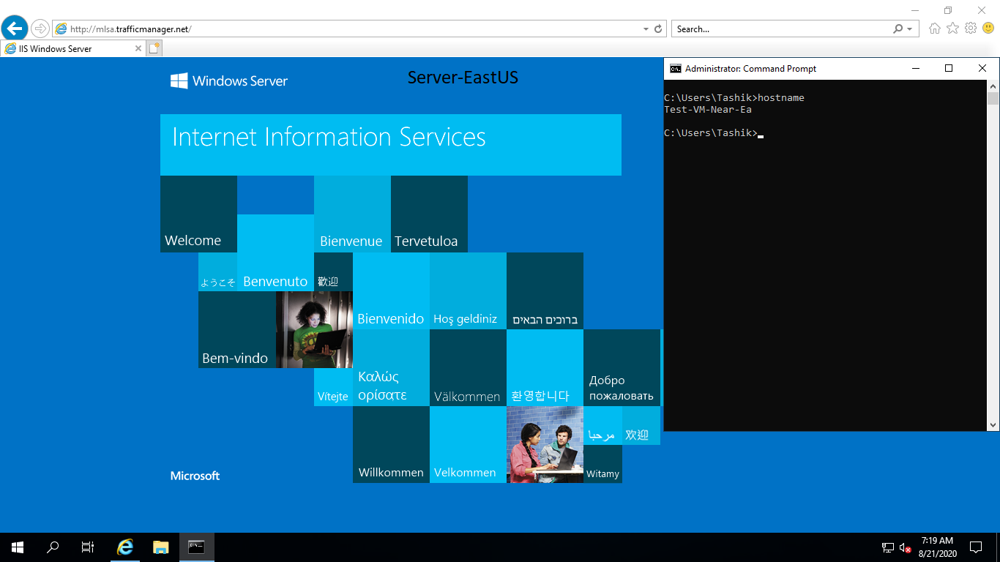 http://mlsa.trafficmanager.net/
Search...
IIS Windows Server
Windows Server
Server-EastUS
Internet Information Services
Welcome
Bienvenue
Tervetuloa
ようこそ
Benvenuto
歡迎
Bienvenido
Hoş geldiniz
ברוכים הבאים
Bem-vindo
Vítejte
Καλώς
ορίσατε
Välkommen
환영합니다
Добро
пожаловать
Willkommen
Velkommen
مرحبا
欢迎
Witamy
Microsoft
Administrator: Command Prompt
C:\Users\Tashik>hostname
Test-VM-Near-Ea
C:\Users\Tashik>
7:19 AM
8/21/2020